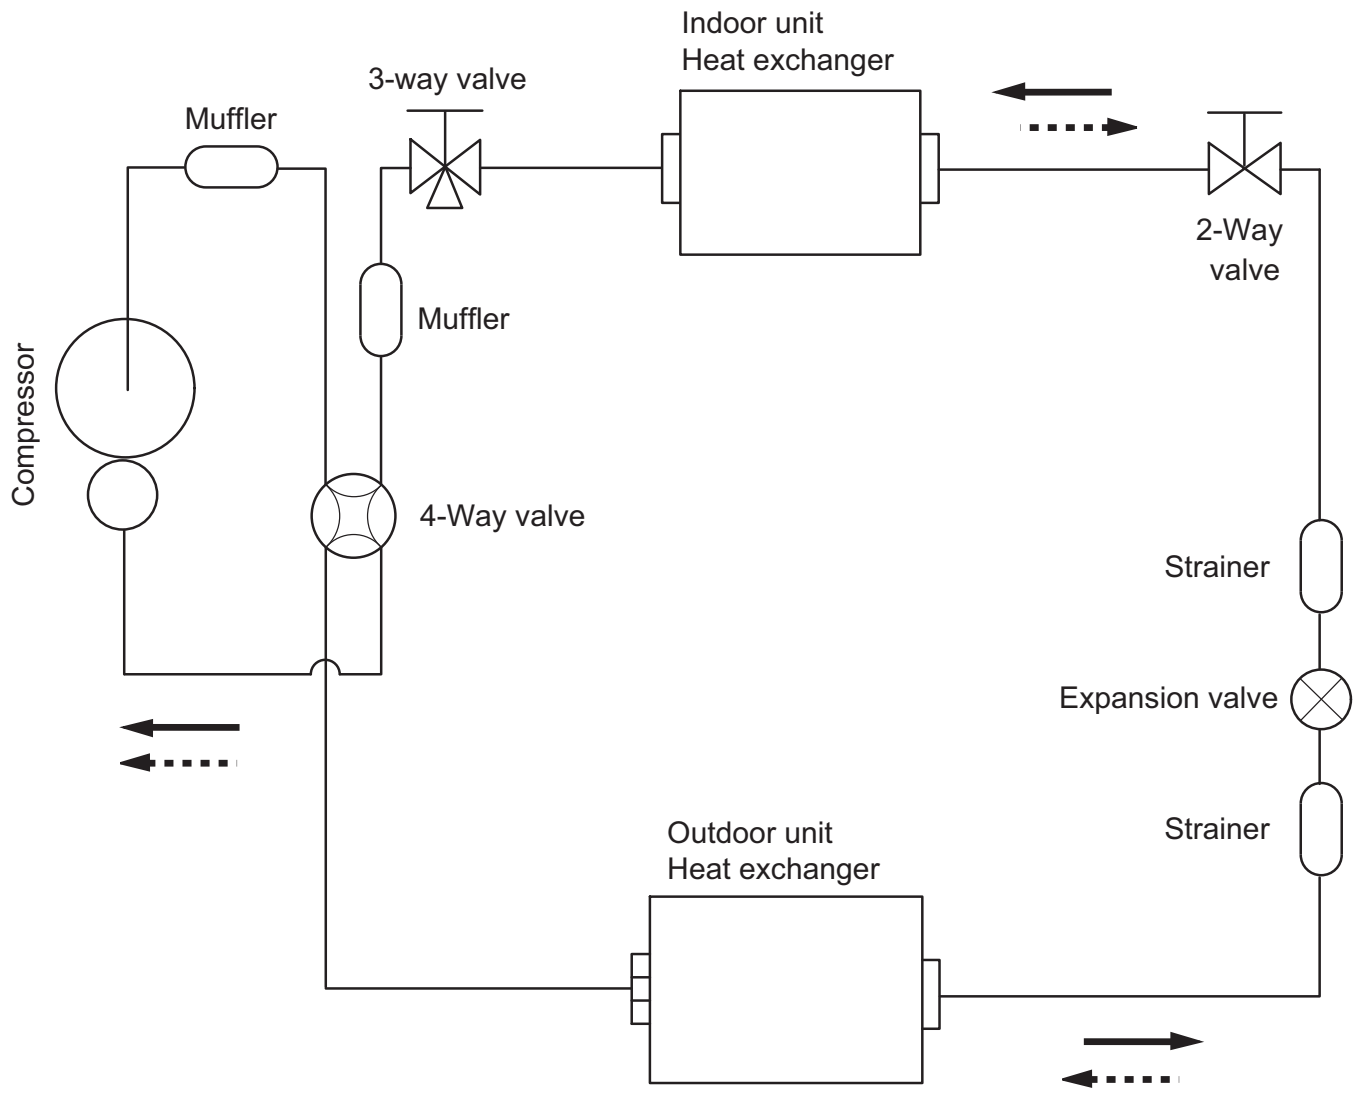 Indoor unit
Heat exchanger
3-way valve
Muffler
2-Way
valve
Muffler
Compressor
4-Way valve
Strainer
Expansion valve
Strainer
Outdoor unit
Heat exchanger